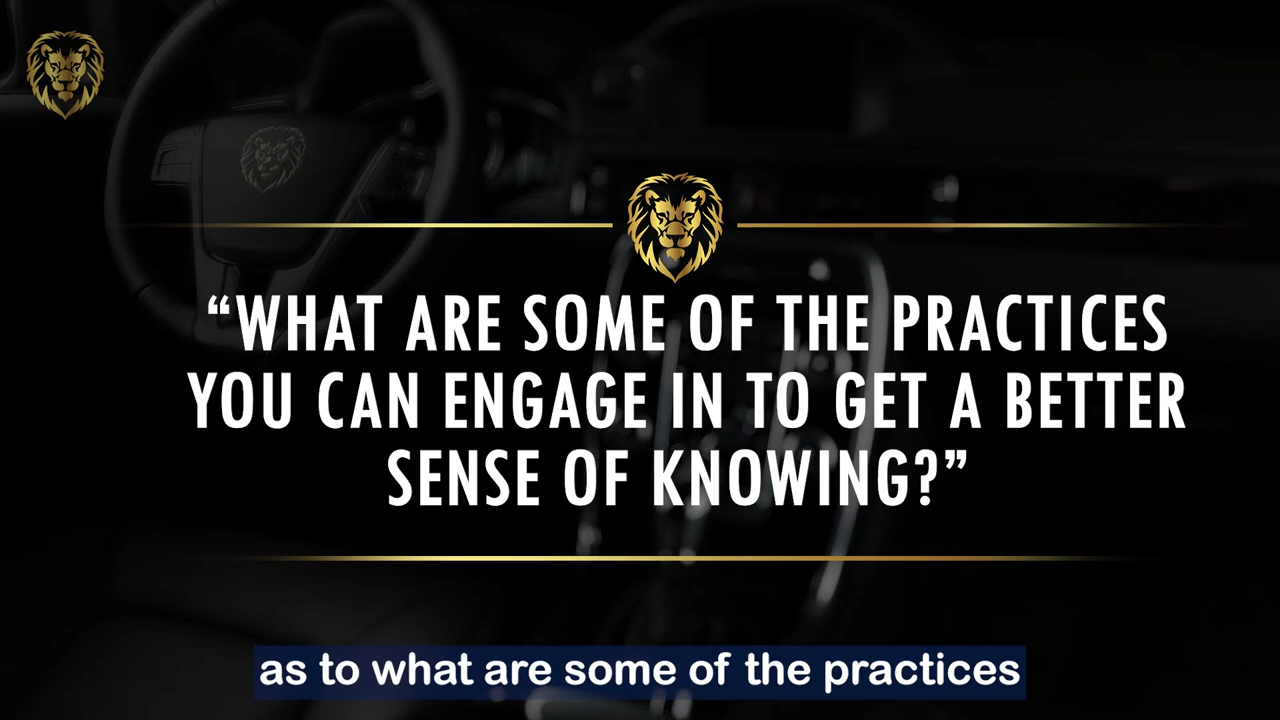 “WHAT ARE SOME OF THE PRACTICES
YOU CAN ENGAGE IN TO GET A BETTER
SENSE OF KNOWING?”
as to what are some of the practices